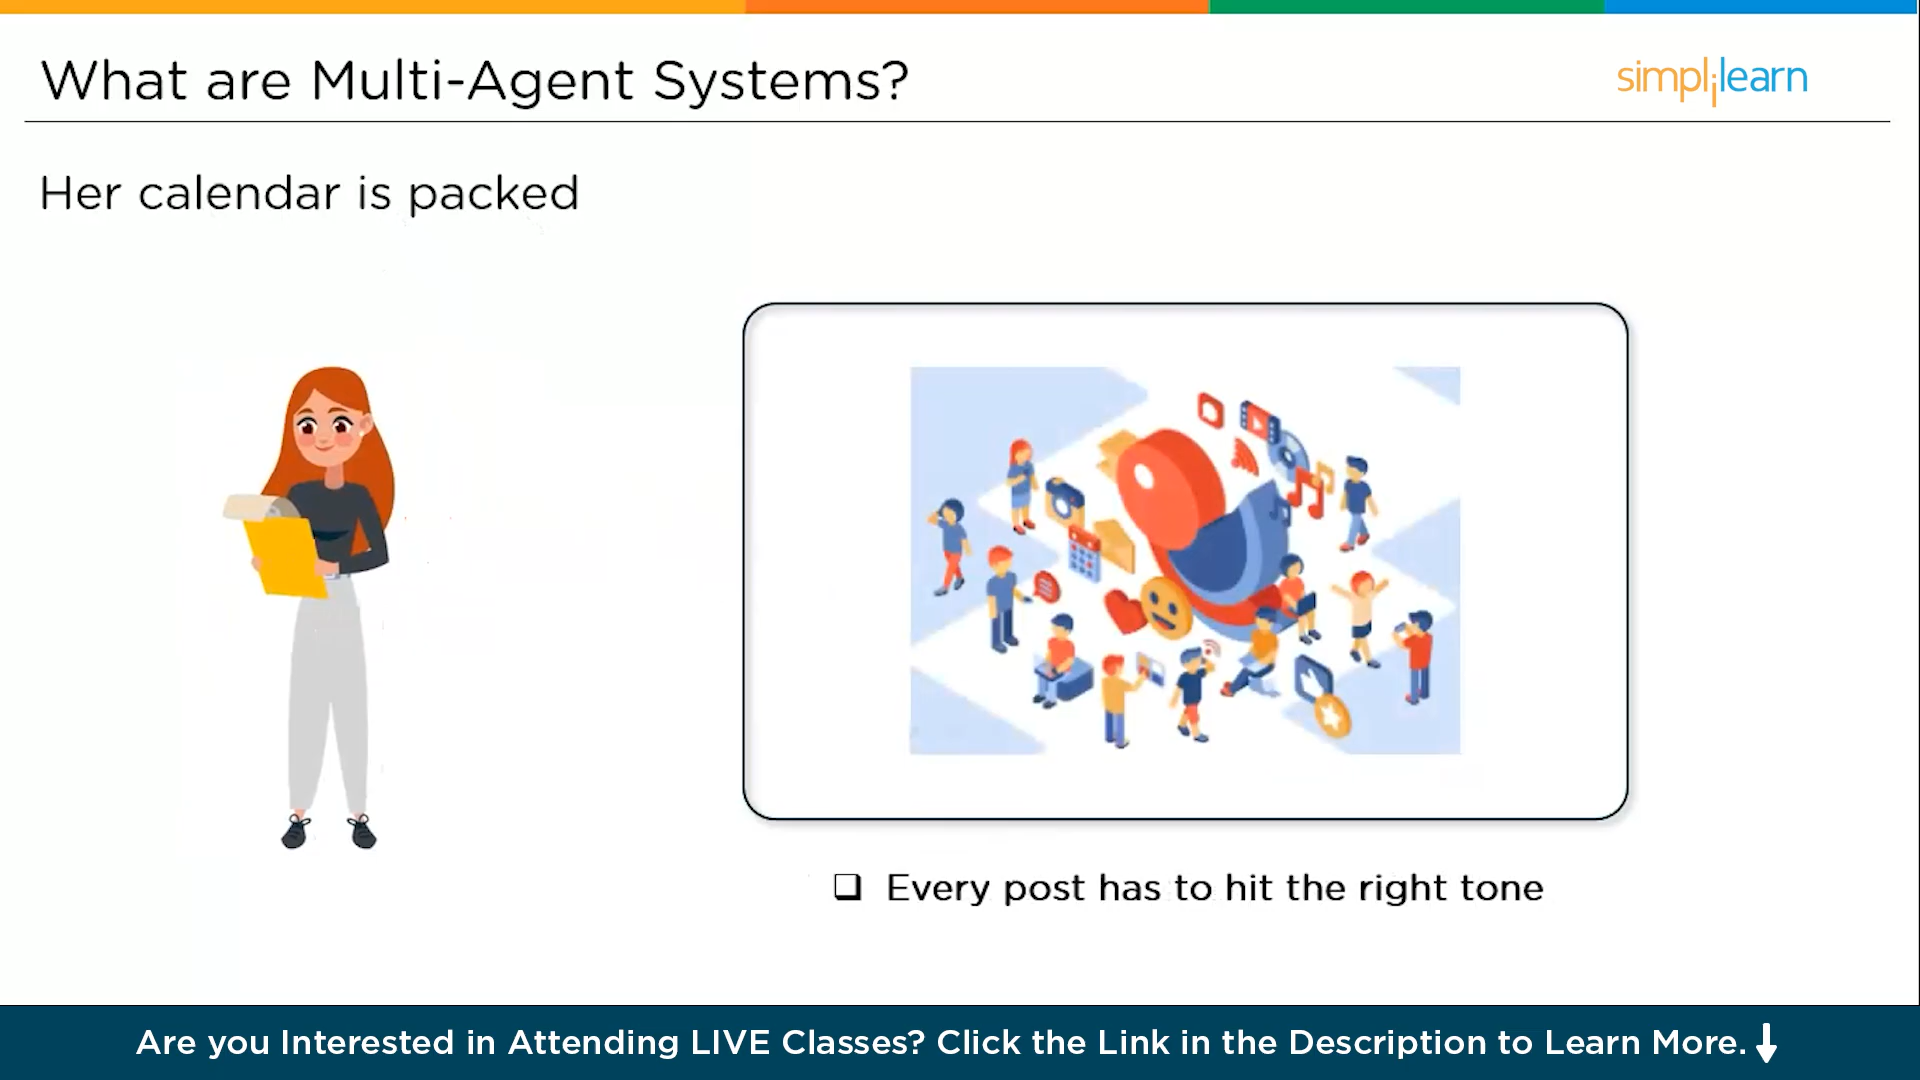 What are Multi-Agent Systems?
simplilearn
Her calendar is packed
Every post has to hit the right tone
Are you Interested in Attending LIVE Classes? Click the Link in the Description to Learn More.